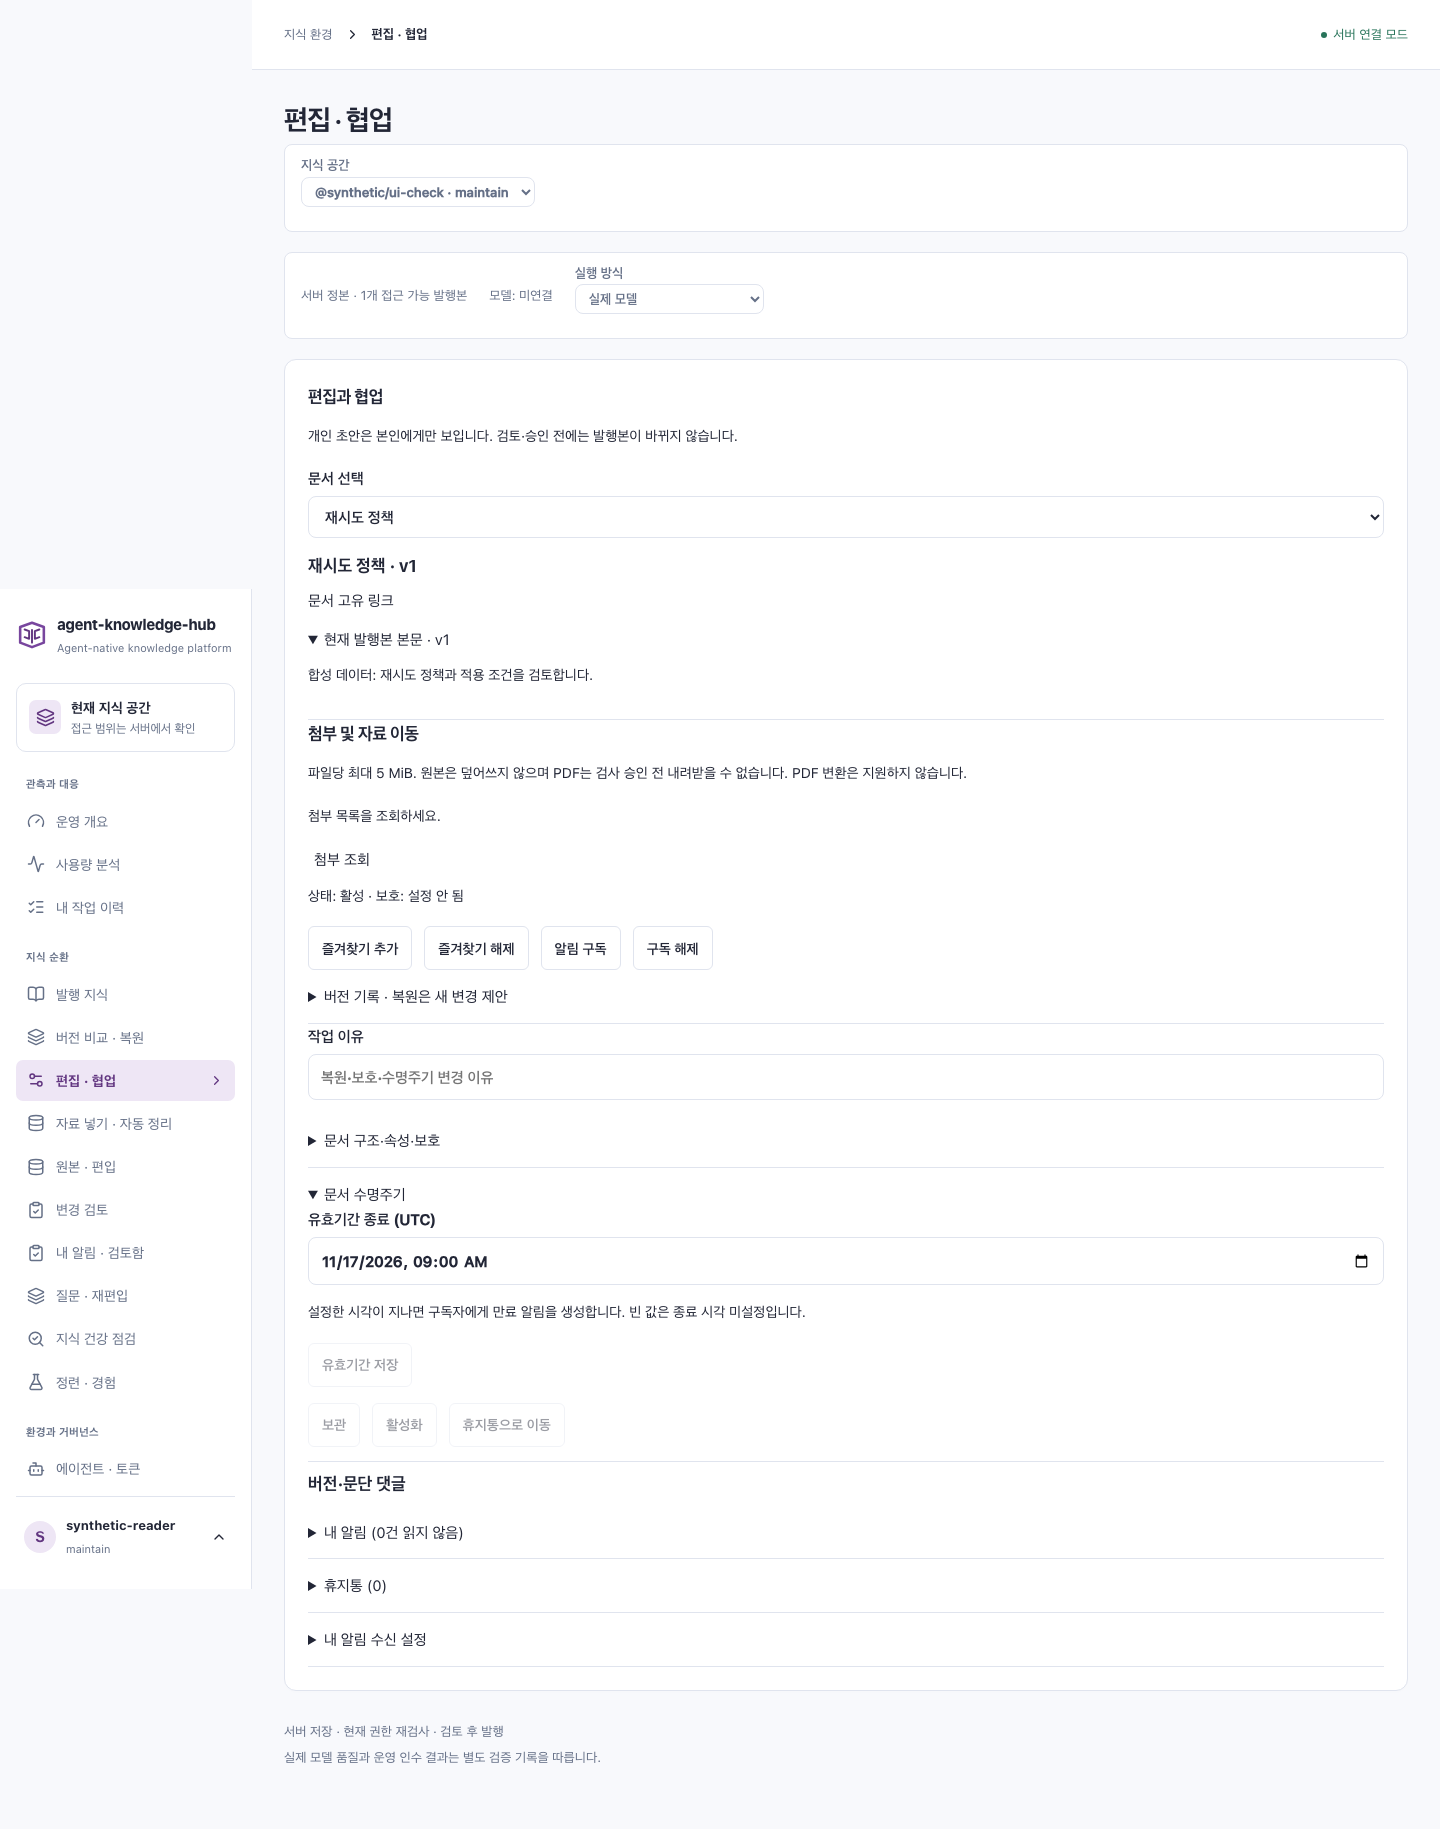 지식 환경
편집 · 협업
서버 연결 모드
편집 · 협업
지식 공간
@synthetic/ui-check · maintain
서버 정본 · 1개 접근 가능 발행본
모델: 미연결
실행 방식
실제 모델
편집과 협업
개인 초안은 본인에게만 보입니다. 검토·승인 전에는 발행본이 바뀌지 않습니다.
문서 선택
재시도 정책
재시도 정책 · v1
문서 고유 링크
현재 발행본 본문 · v1
합성 데이터: 재시도 정책과 적용 조건을 검토합니다.
첨부 및 자료 이동
파일당 최대 5 MiB. 원본은 덮어쓰지 않으며 PDF는 검사 승인 전 내려받을 수 없습니다. PDF 변환은 지원하지 않습니다.
첨부 목록을 조회하세요.
첨부 조회
상태: 활성 · 보호: 설정 안 됨
즐겨찾기 추가
즐겨찾기 해제
알림 구독
구독 해제
버전 기록 · 복원은 새 변경 제안
작업 이유
복원·보호·수명주기 변경 이유
문서 구조·속성·보호
문서 수명주기
유효기간 종료 (UTC)
11/17/2026, 09:00 AM
설정한 시각이 지나면 구독자에게 만료 알림을 생성합니다. 빈 값은 종료 시각 미설정입니다.
유효기간 저장
보관
활성화
휴지통으로 이동
버전·문단 댓글
내 알림 (0건 읽지 않음)
휴지통 (0)
내 알림 수신 설정
서버 저장 · 현재 권한 재검사 · 검토 후 발행
실제 모델 품질과 운영 인수 결과는 별도 검증 기록을 따릅니다.
agent-knowledge-hub
Agent-native knowledge platform
현재 지식 공간
접근 범위는 서버에서 확인
관측과 대응
운영 개요
사용량 분석
내 작업 이력
지식 순환
발행 지식
버전 비교 · 복원
편집 · 협업
자료 넣기 · 자동 정리
원본 · 편입
변경 검토
내 알림 · 검토함
질문 · 재편입
지식 건강 점검
정련 · 경험
환경과 거버넌스
에이전트 · 토큰
S
synthetic-reader
maintain